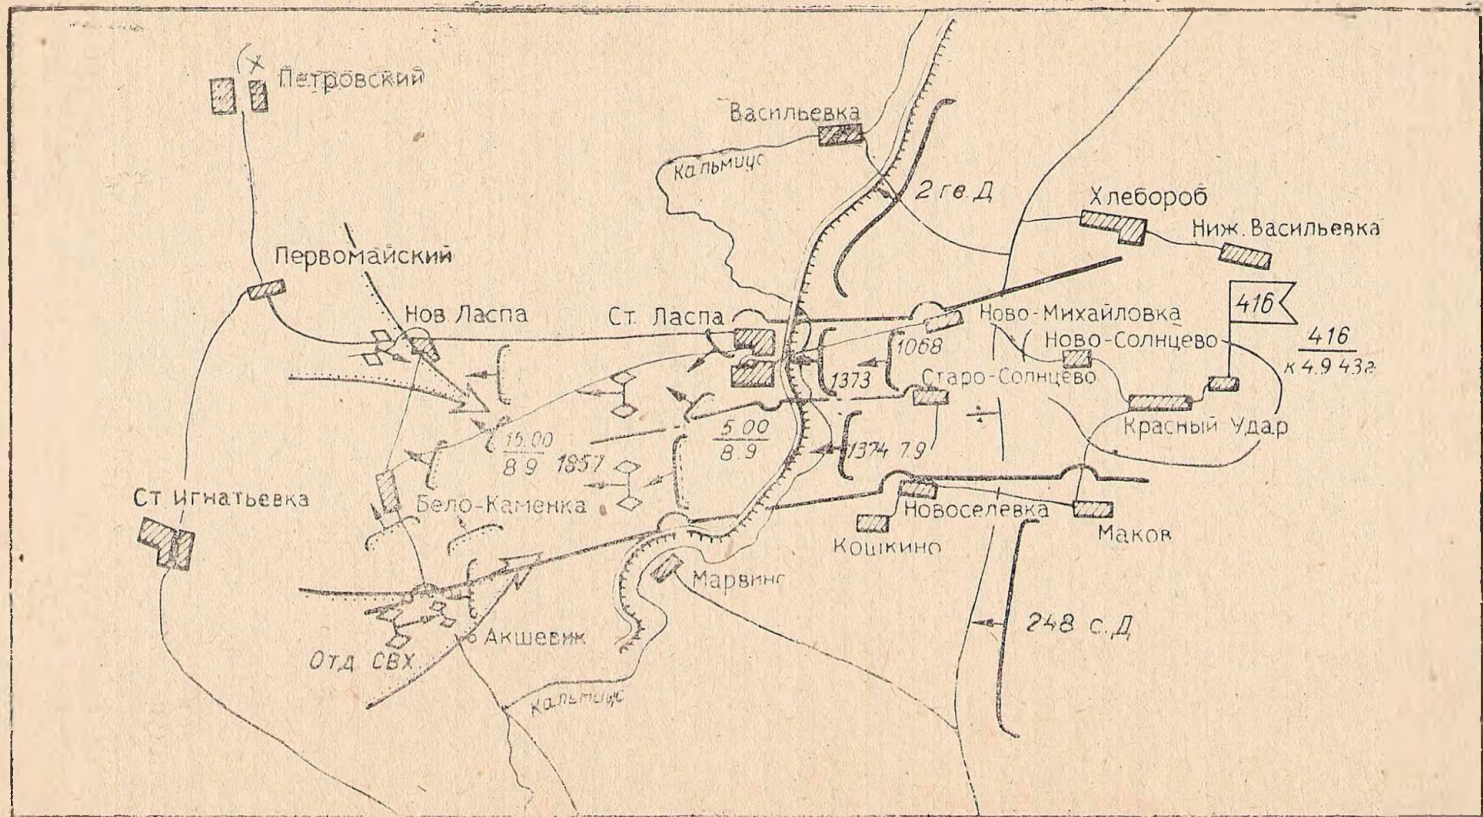 Петровский
Васильевка
Кальмиус
2 гв. Д
Хлебороб
Ниж. Васильевка
Первомайский
416
Нов. Ласпа
Ст. Ласпа
Ново-Михайловка
416
к 4.9 43г.
Ново-Солнцево
1068
1373
Старо-Солнцево
Красный Удар
15.00
8.9
1857
5.00
8.9
1374 7.9
Ст Игнатьевка
Бело-Каменка
Новоселевка
Маков
Кошкино
Марвинс
248 с. Д
Акшевик
Отд СВХ.
Кальмиус